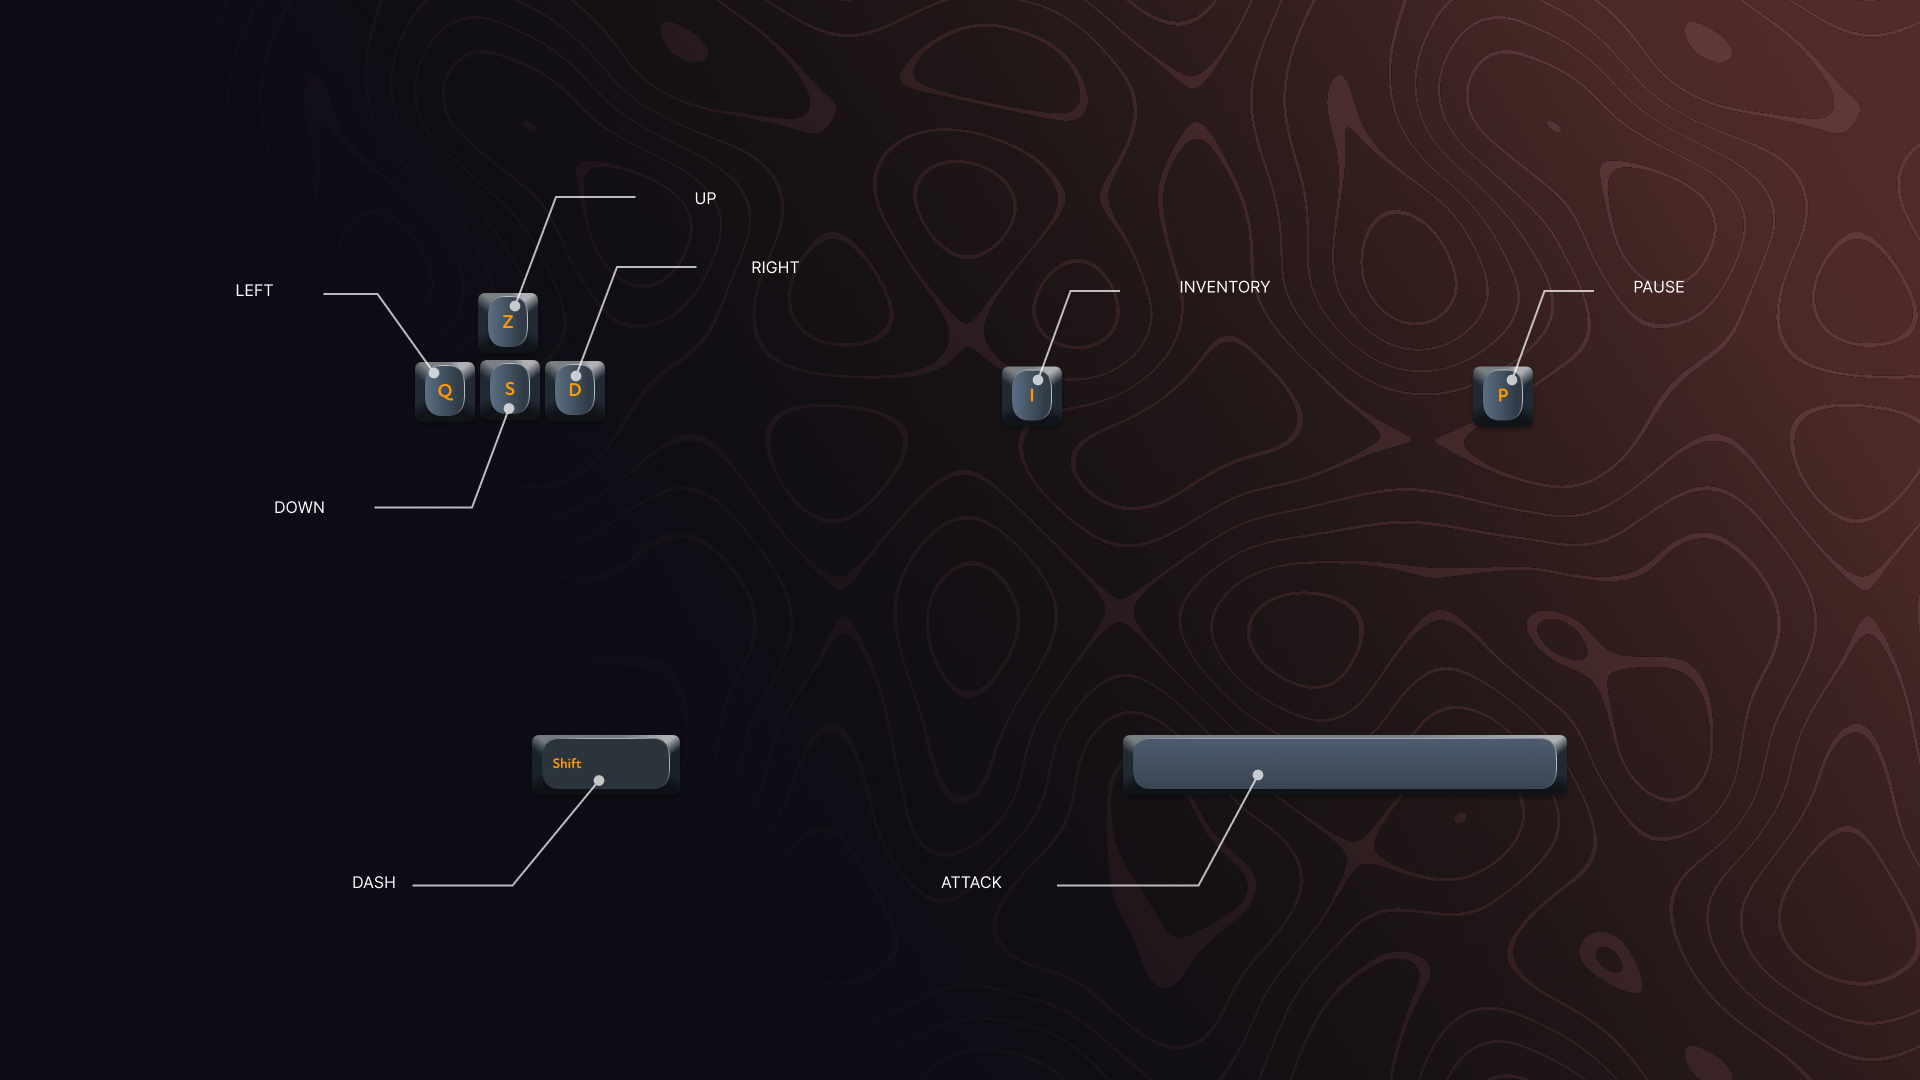 UP
RIGHT
LEFT
INVENTORY
PAUSE
Z
Q
S
D
I
P
DOWN
Shift
DASH
ATTACK